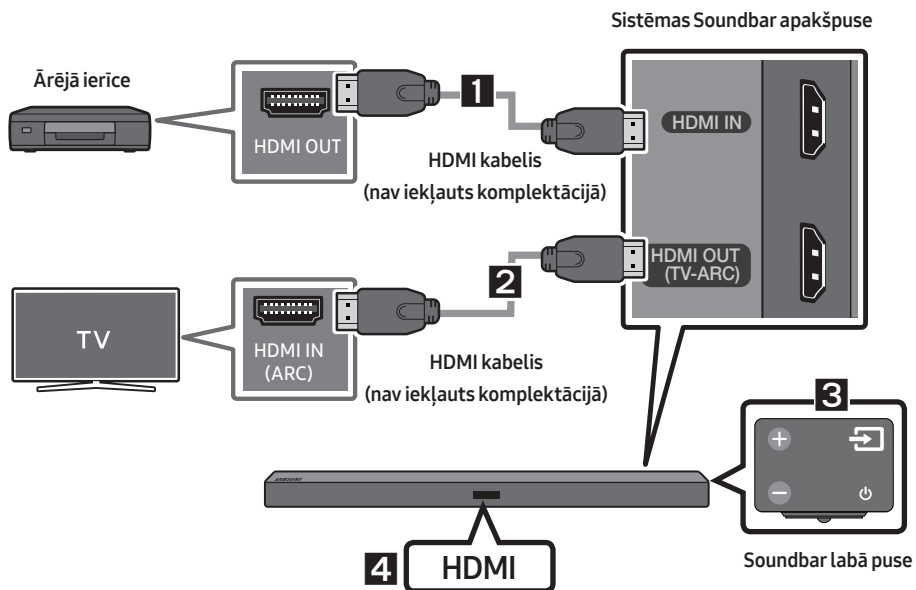 Sistēmas Soundbar apakšpuse
Ārējā ierīce
HDMI OUT
1
HDMI IN
HDMI kabelis
(nav iekļauts komplektācijā)
HDMI OUT
(TV-ARC)
2
TV
HDMI IN
(ARC)
HDMI kabelis
(nav iekļauts komplektācijā)
3
SAMSUNG
4
HDMI
Soundbar labā puse